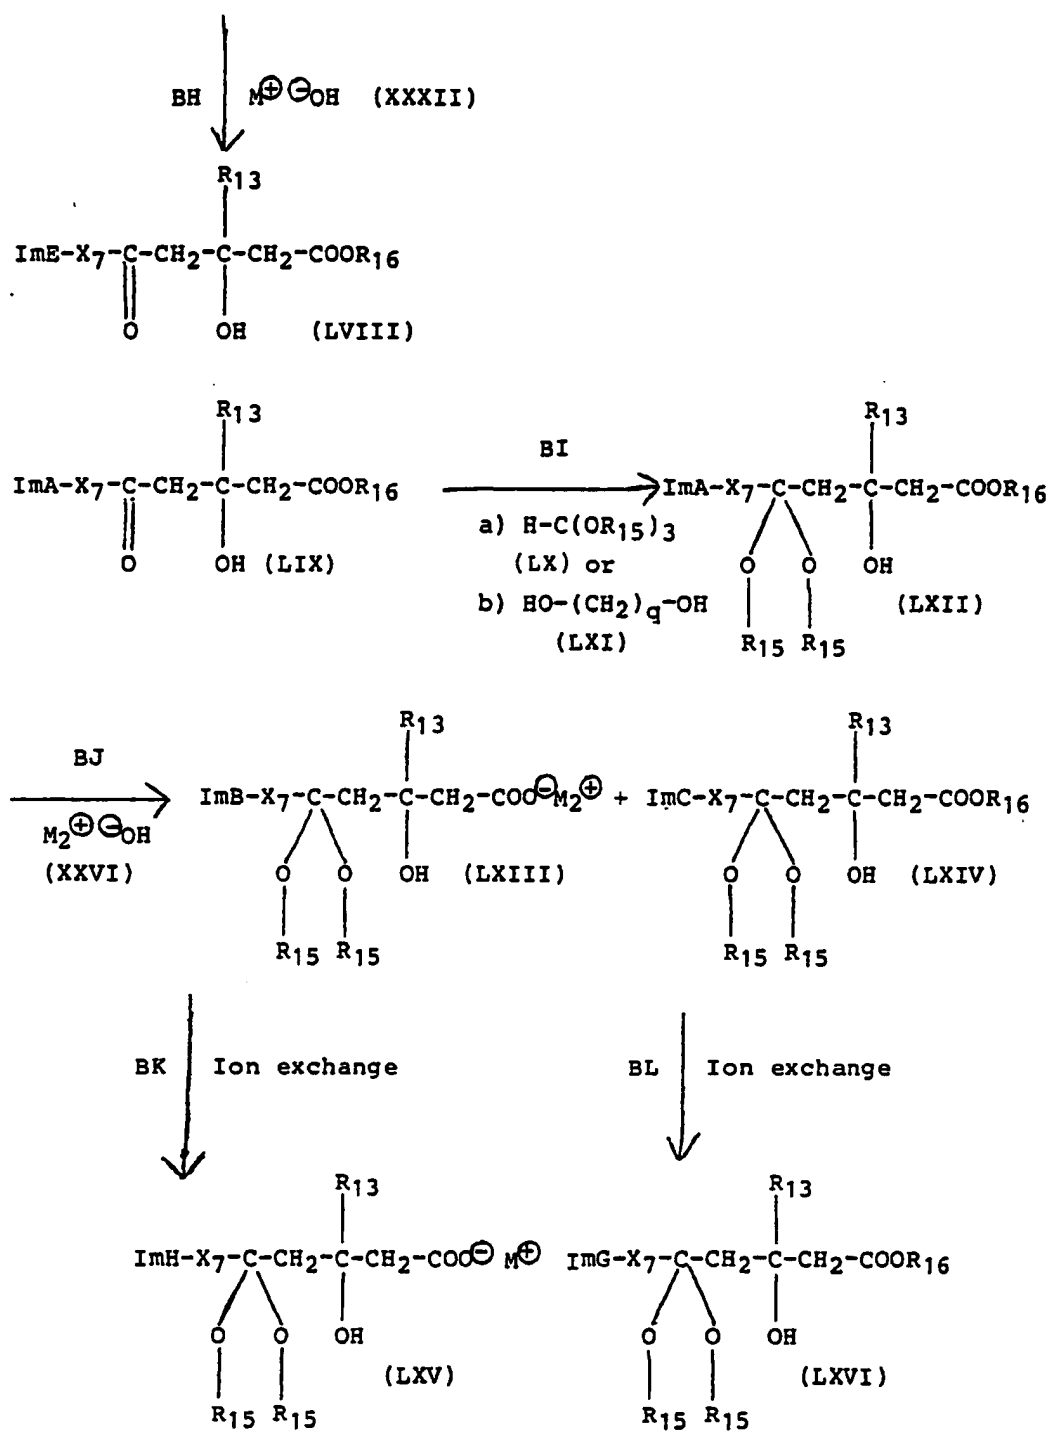 BH M⊕ ⊖OH (XXXII)
R13
ImE-X7-C-CH2-C-CH2-COOR16
O OH (LVIII)
R13
ImA-X7-C-CH2-C-CH2-COOR16
O OH (LIX)
BI
a) H-C(OR15)3
(LX) or
b) HO-(CH2)q-OH
(LXI)
R13
ImA-X7-C-CH2-C-CH2-COOR16
O O OH
(LXII)
R15 R15
BJ
M2⊕ ⊖OH
(XXVI)
R13
ImB-X7-C-CH2-C-CH2-COO⊖M2⊕ +
O O OH (LXIII)
R15 R15
R13
ImC-X7-C-CH2-C-CH2-COOR16
O O OH (LXIV)
R15 R15
BK Ion exchange
BL Ion exchange
R13
ImH-X7-C-CH2-C-CH2-COO⊖ M⊕
O O OH
(LXV)
R15 R15
R13
ImG-X7-C-CH2-C-CH2-COOR16
O O OH
(LXVI)
R15 R15